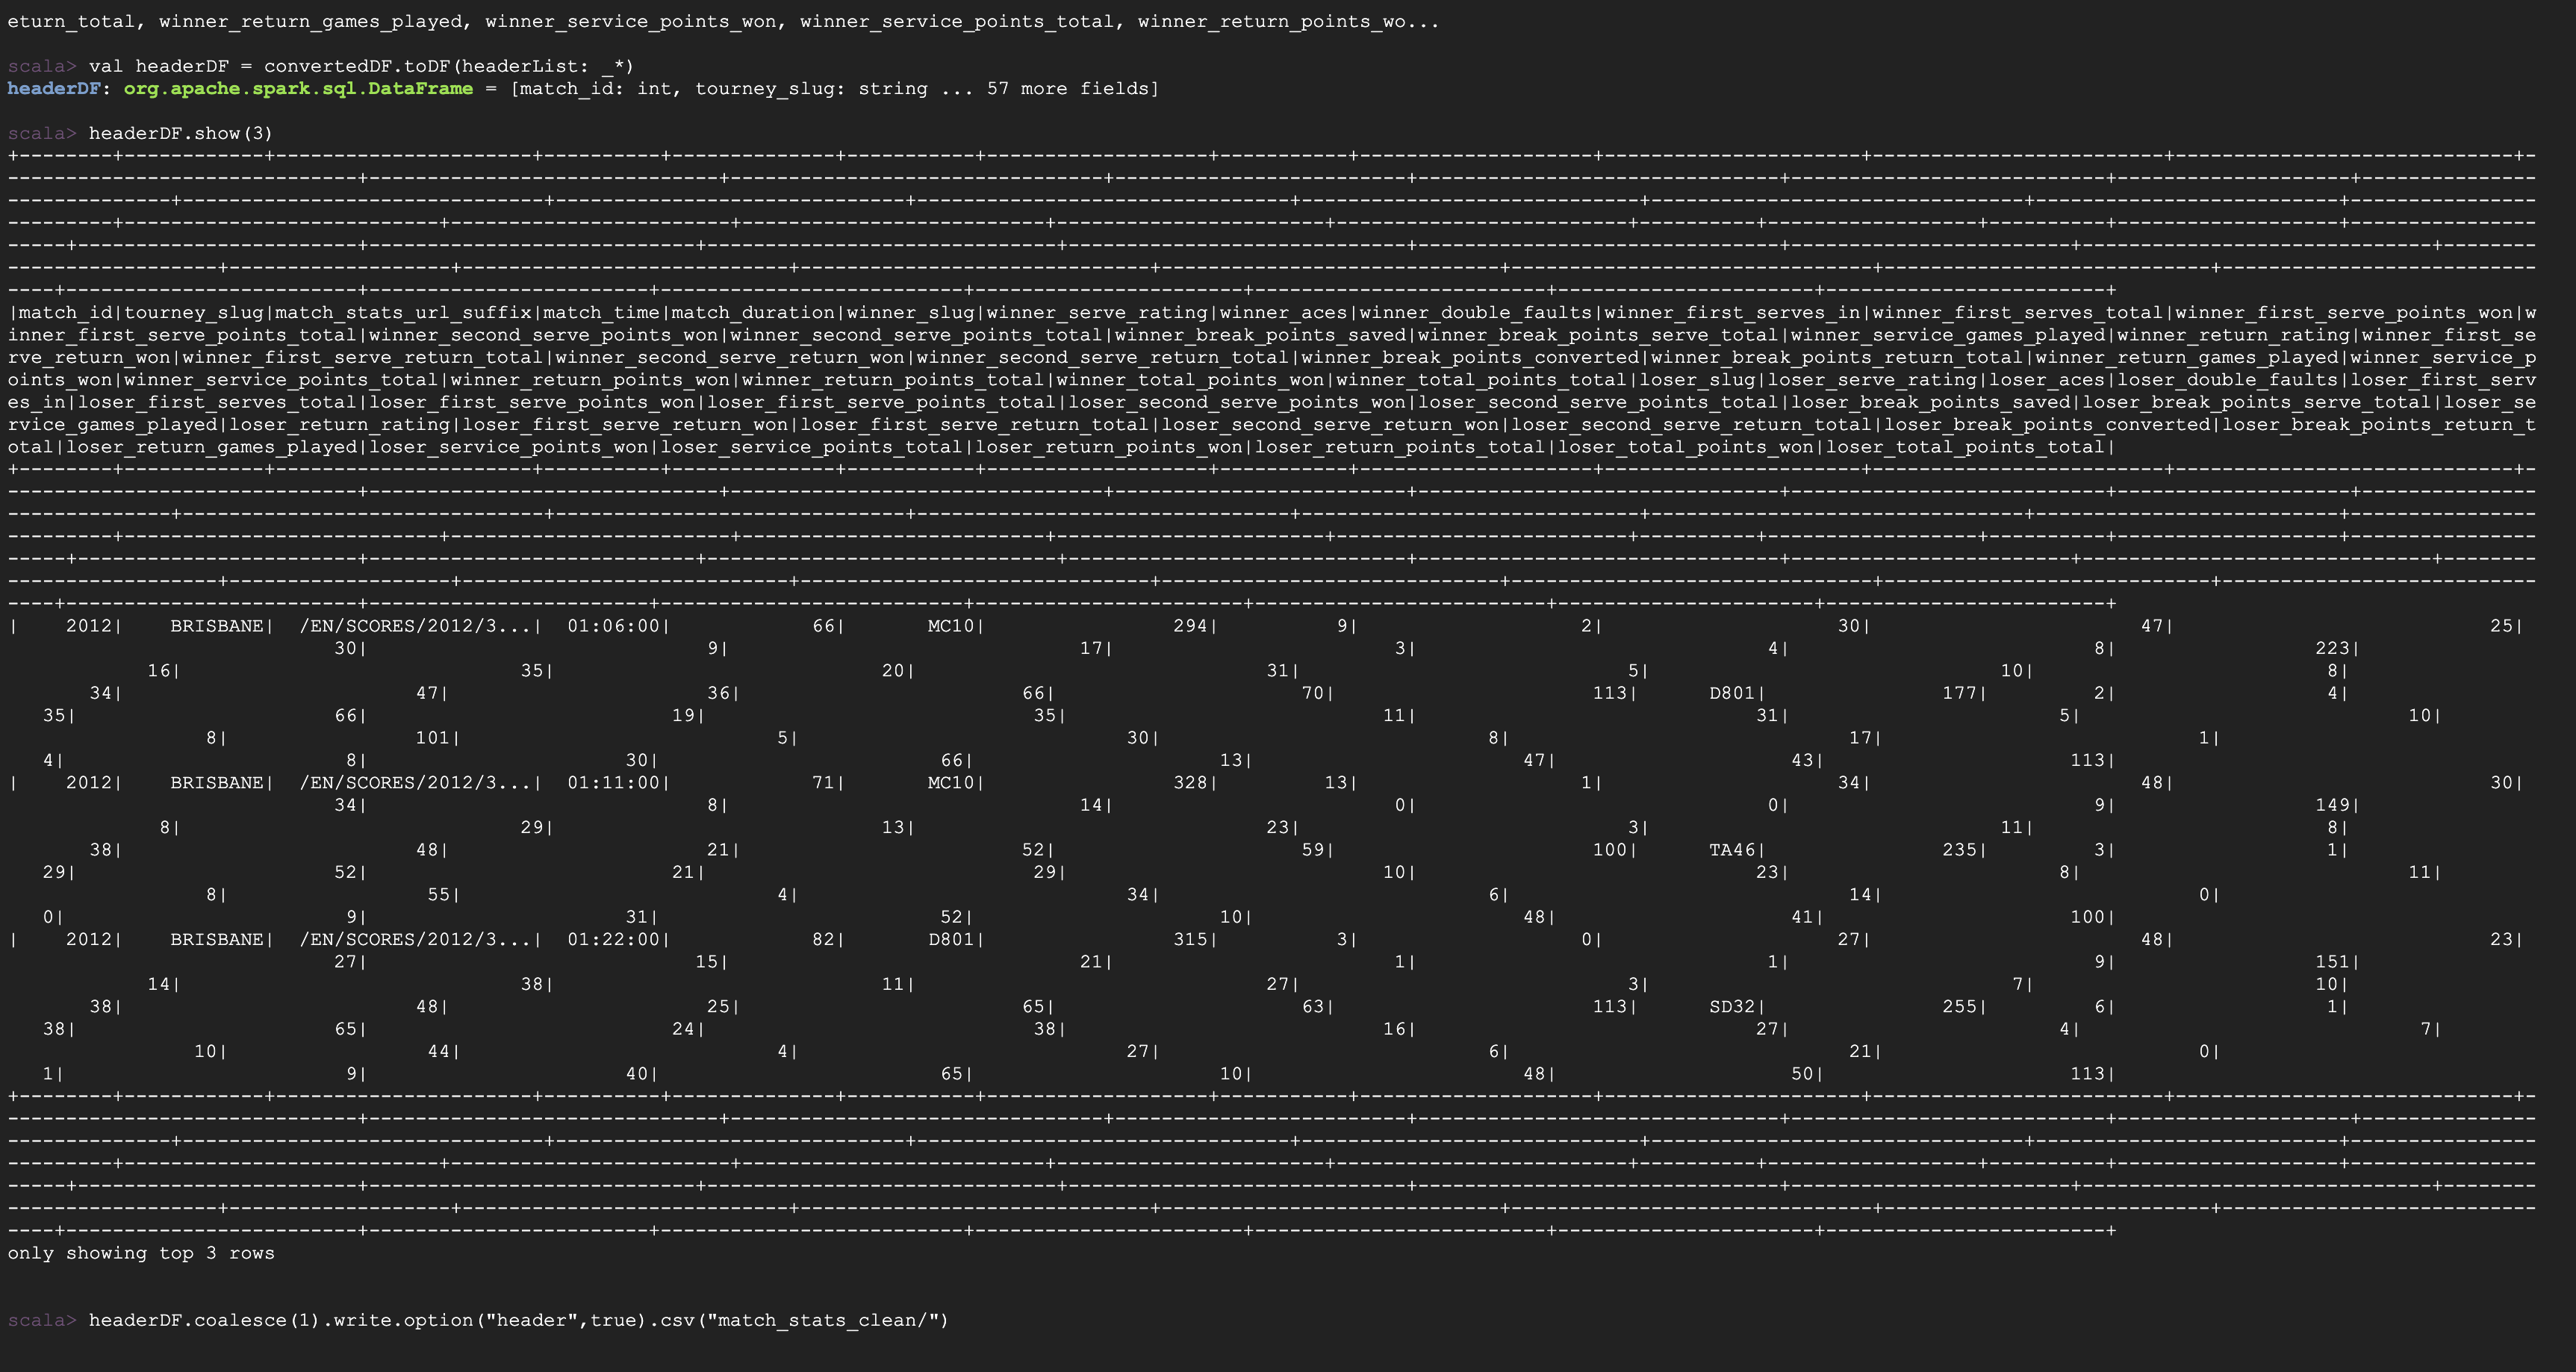 eturn_total, winner_return_games_played, winner_service_points_won, winner_service_points_total, winner_return_points_wo...
scala> val headerDF = convertedDF.toDF(headerList: _*)
headerDF: org.apache.spark.sql.DataFrame = [match_id: int, tourney_slug: string ... 57 more fields]
scala> headerDF.show(3)
|match_id|tourney_slug|match_stats_url_suffix|match_time|match_duration|winner_slug|winner_serve_rating|winner_aces|winner_double_faults|winner_first_serves_in|winner_first_serves_total|winner_first_serve_points_won|w
inner_first_serve_points_total|winner_second_serve_points_won|winner_second_serve_points_total|winner_break_points_saved|winner_break_points_serve_total|winner_service_games_played|winner_return_rating|winner_first_se
rve_return_won|winner_first_serve_return_total|winner_second_serve_return_won|winner_second_serve_return_total|winner_break_points_converted|winner_break_points_return_total|winner_return_games_played|winner_service_p
oints_won|winner_service_points_total|winner_return_points_won|winner_return_points_total|winner_total_points_won|winner_total_points_total|loser_slug|loser_serve_rating|loser_aces|loser_double_faults|loser_first_serv
es_in|loser_first_serves_total|loser_first_serve_points_won|loser_first_serve_points_total|loser_second_serve_points_won|loser_second_serve_points_total|loser_break_points_saved|loser_break_points_serve_total|loser_se
rvice_games_played|loser_return_rating|loser_first_serve_return_won|loser_first_serve_return_total|loser_second_serve_return_won|loser_second_serve_return_total|loser_break_points_converted|loser_break_points_return_t
otal|loser_return_games_played|loser_service_points_won|loser_service_points_total|loser_return_points_won|loser_return_points_total|loser_total_points_won|loser_total_points_total|
| 2012| BRISBANE| /EN/SCORES/2012/3...| 01:06:00| 66| MC10| 294| 9| 2| 30| 47| 25|
30| 9| 17| 3| 4| 8| 223|
16| 35| 20| 31| 5| 10| 8|
34| 47| 36| 66| 70| 113| D801| 177| 2| 4|
35| 66| 19| 35| 11| 31| 5| 10|
8| 101| 5| 30| 8| 17| 1|
4| 8| 30| 66| 13| 47| 43| 113|
| 2012| BRISBANE| /EN/SCORES/2012/3...| 01:11:00| 71| MC10| 328| 13| 1| 34| 48| 30|
34| 8| 14| 0| 0| 9| 149|
8| 29| 13| 23| 3| 11| 8|
38| 48| 21| 52| 59| 100| TA46| 235| 3| 1|
29| 52| 21| 29| 10| 23| 8| 11|
8| 55| 4| 34| 6| 14| 0|
0| 9| 31| 52| 10| 48| 41| 100|
| 2012| BRISBANE| /EN/SCORES/2012/3...| 01:22:00| 82| D801| 315| 3| 0| 27| 48| 23|
27| 15| 21| 1| 1| 9| 151|
14| 38| 11| 27| 3| 7| 10|
38| 48| 25| 65| 63| 113| SD32| 255| 6| 1|
38| 65| 24| 38| 16| 27| 4| 7|
10| 44| 4| 27| 6| 21| 0|
1| 9| 40| 65| 10| 48| 50| 113|
only showing top 3 rows
scala> headerDF.coalesce(1).write.option("header",true).csv("match_stats_clean/")